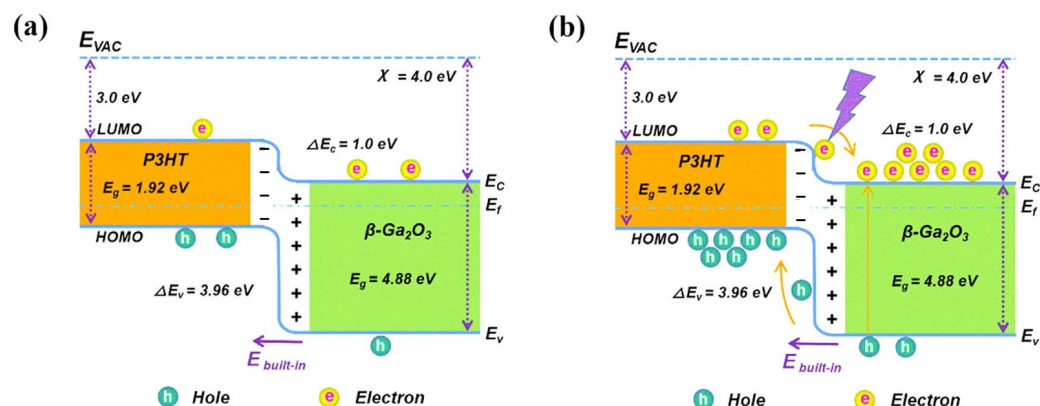 (a)
E_VAC
χ = 4.0 eV
3.0 eV
LUMO
e
ΔE_c = 1.0 eV
e e
P3HT
E_g = 1.92 eV
E_C
E_f
HOMO
h h
β-Ga₂O₃
E_g = 4.88 eV
ΔE_v = 3.96 eV
E_v
h
E_built-in
h Hole
e Electron
(b)
E_VAC
χ = 4.0 eV
3.0 eV
LUMO
e e
e
ΔE_c = 1.0 eV
e e
e e e e e
P3HT
E_g = 1.92 eV
E_C
E_f
HOMO
h h h h
h h h
β-Ga₂O₃
E_g = 4.88 eV
ΔE_v = 3.96 eV
h
E_v
h h
E_built-in
h Hole
e Electron